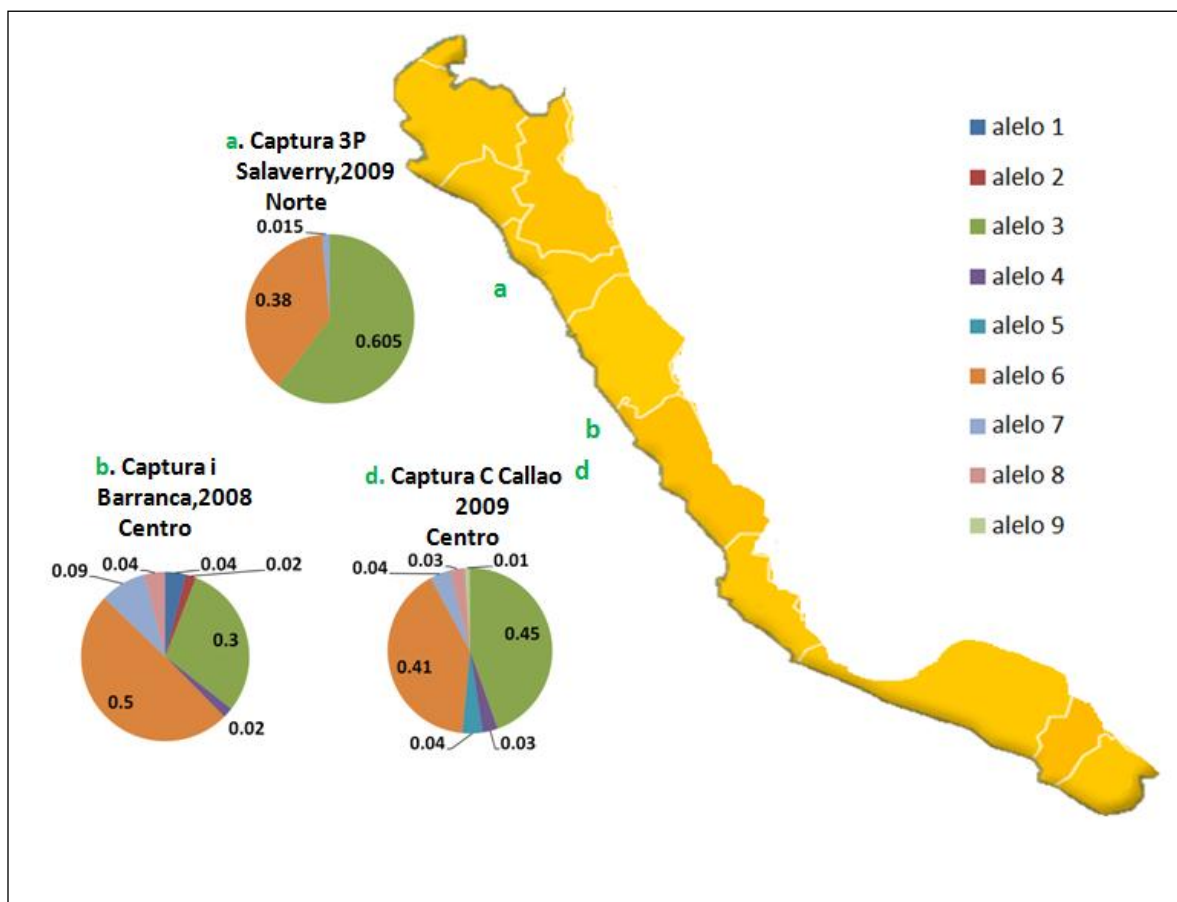 a. Captura 3P
Salaverry,2009
Norte
0.015
0.38
0.605
b. Captura i
Barranca,2008
Centro
0.04
0.04
0.02
0.09
0.3
0.5
0.02
d. Captura C Callao
2009
Centro
0.03
0.01
0.04
0.45
0.41
0.04
0.03
a
b
d
alelo 1
alelo 2
alelo 3
alelo 4
alelo 5
alelo 6
alelo 7
alelo 8
alelo 9